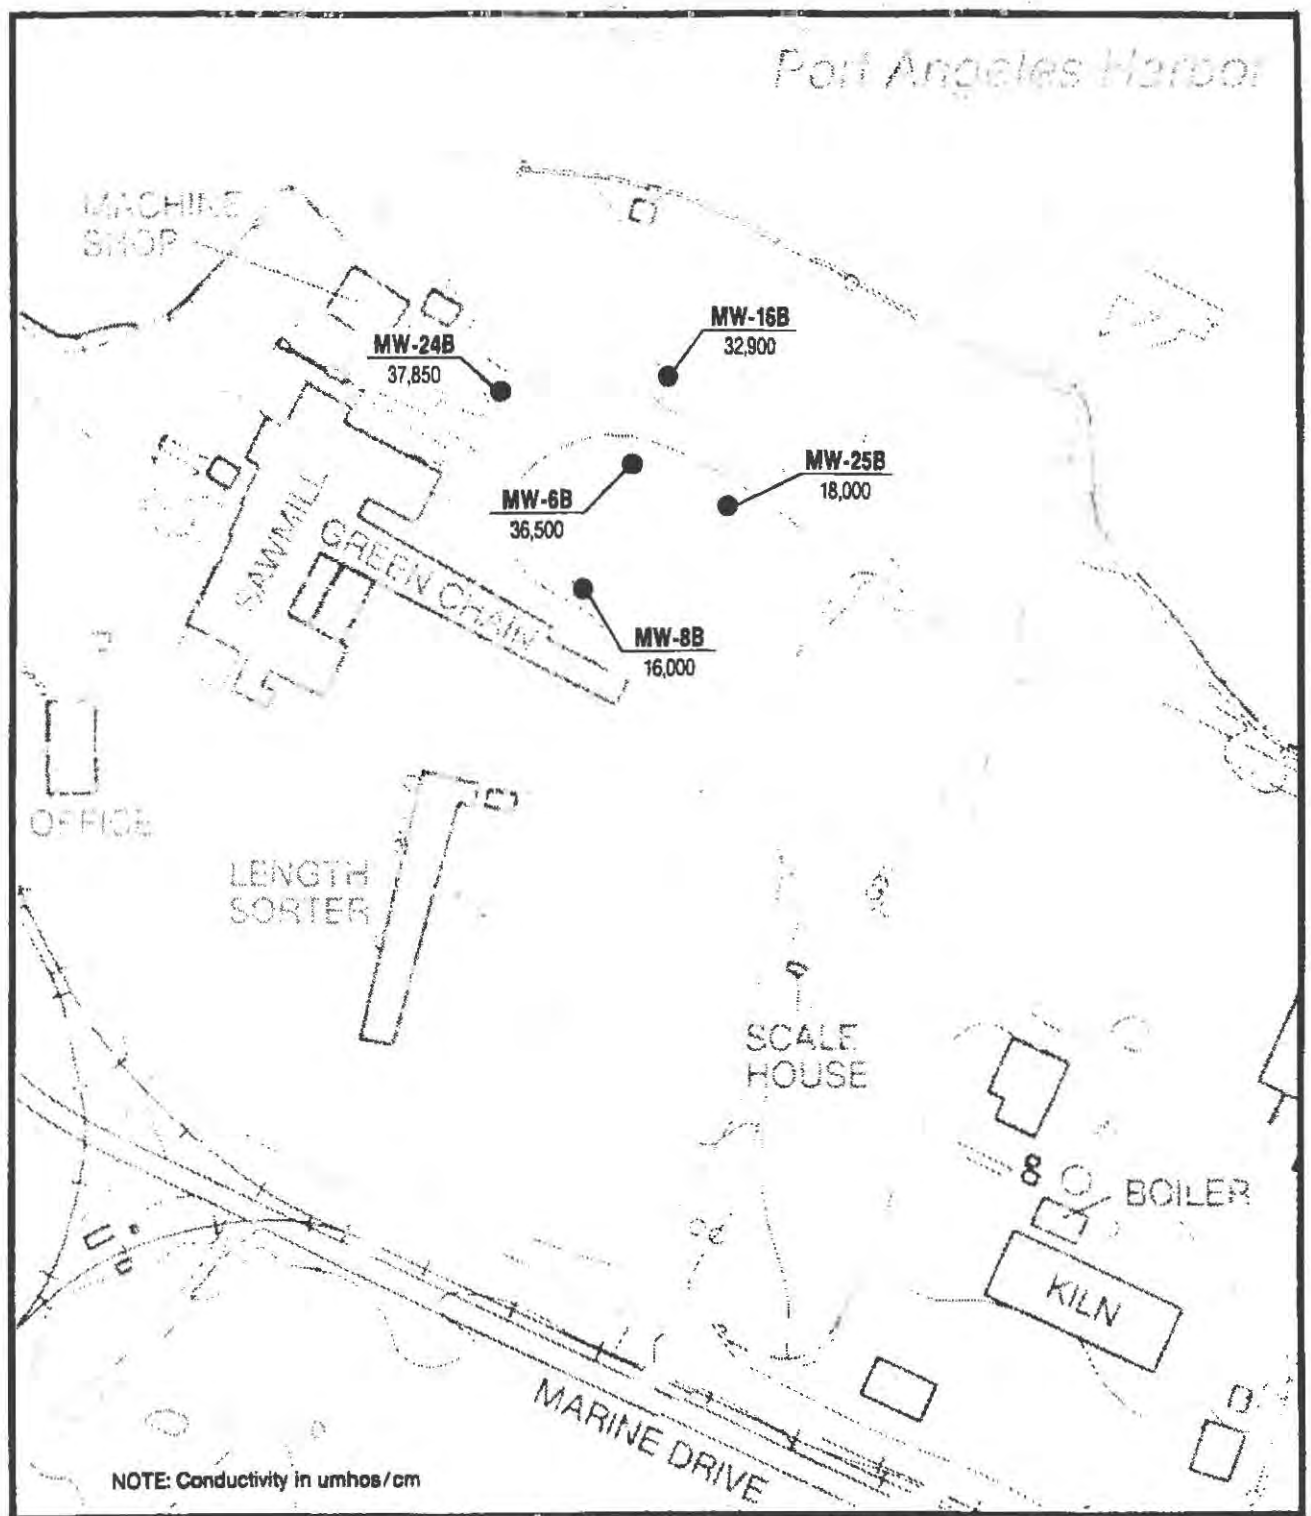 Port Angeles Harbor
MACHINE
SHOP
MW-16B
32,900
MW-24B
37,850
MW-25B
18,000
MW-6B
36,500
SAWMILL
GREEN CHAIN
MW-8B
16,000
OFFICE
LENGTH
SORTER
SCALE
HOUSE
BOILER
KILN
MARINE DRIVE
NOTE: Conductivity in umhos/cm